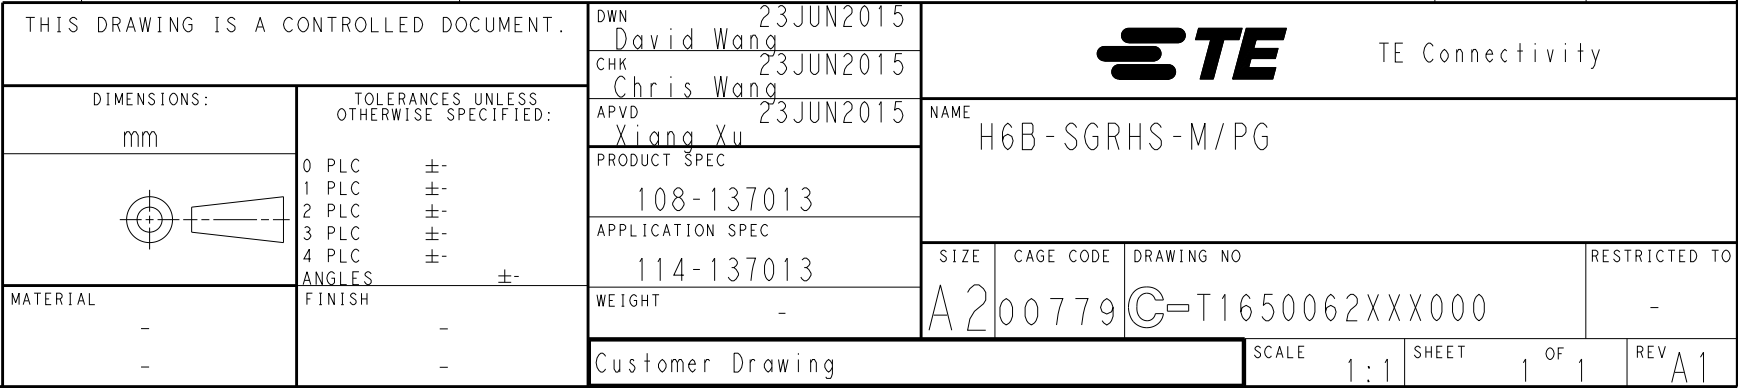 THIS DRAWING IS A CONTROLLED DOCUMENT.
DIMENSIONS:
mm
TOLERANCES UNLESS
OTHERWISE SPECIFIED:
0 PLC ±-
1 PLC ±-
2 PLC ±-
3 PLC ±-
4 PLC ±-
ANGLES ±-
MATERIAL
-
-
FINISH
-
-
DWN 23JUN2015
David Wang
CHK 23JUN2015
Chris Wang
APVD 23JUN2015
Xiang Xu
PRODUCT SPEC
108-137013
APPLICATION SPEC
114-137013
WEIGHT
-
Customer Drawing
TE TE Connectivity
NAME
H6B-SGRHS-M/PG
SIZE
A2
CAGE CODE
00779
DRAWING NO
C-T1650062XXX000
RESTRICTED TO
-
SCALE 1:1
SHEET 1 OF 1
REV A1